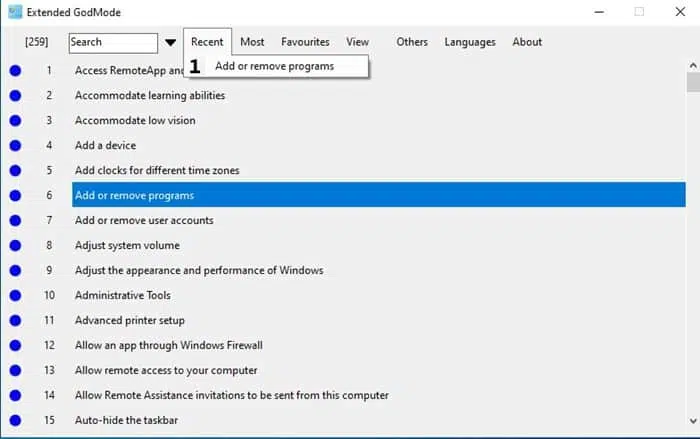 Extended GodMode
[259] Search Recent Most Favourites View Others Languages About
1 Add or remove programs
1 Access RemoteApp and
2 Accommodate learning abilities
3 Accommodate low vision
4 Add a device
5 Add clocks for different time zones
6 Add or remove programs
7 Add or remove user accounts
8 Adjust system volume
9 Adjust the appearance and performance of Windows
10 Administrative Tools
11 Advanced printer setup
12 Allow an app through Windows Firewall
13 Allow remote access to your computer
14 Allow Remote Assistance invitations to be sent from this computer
15 Auto-hide the taskbar